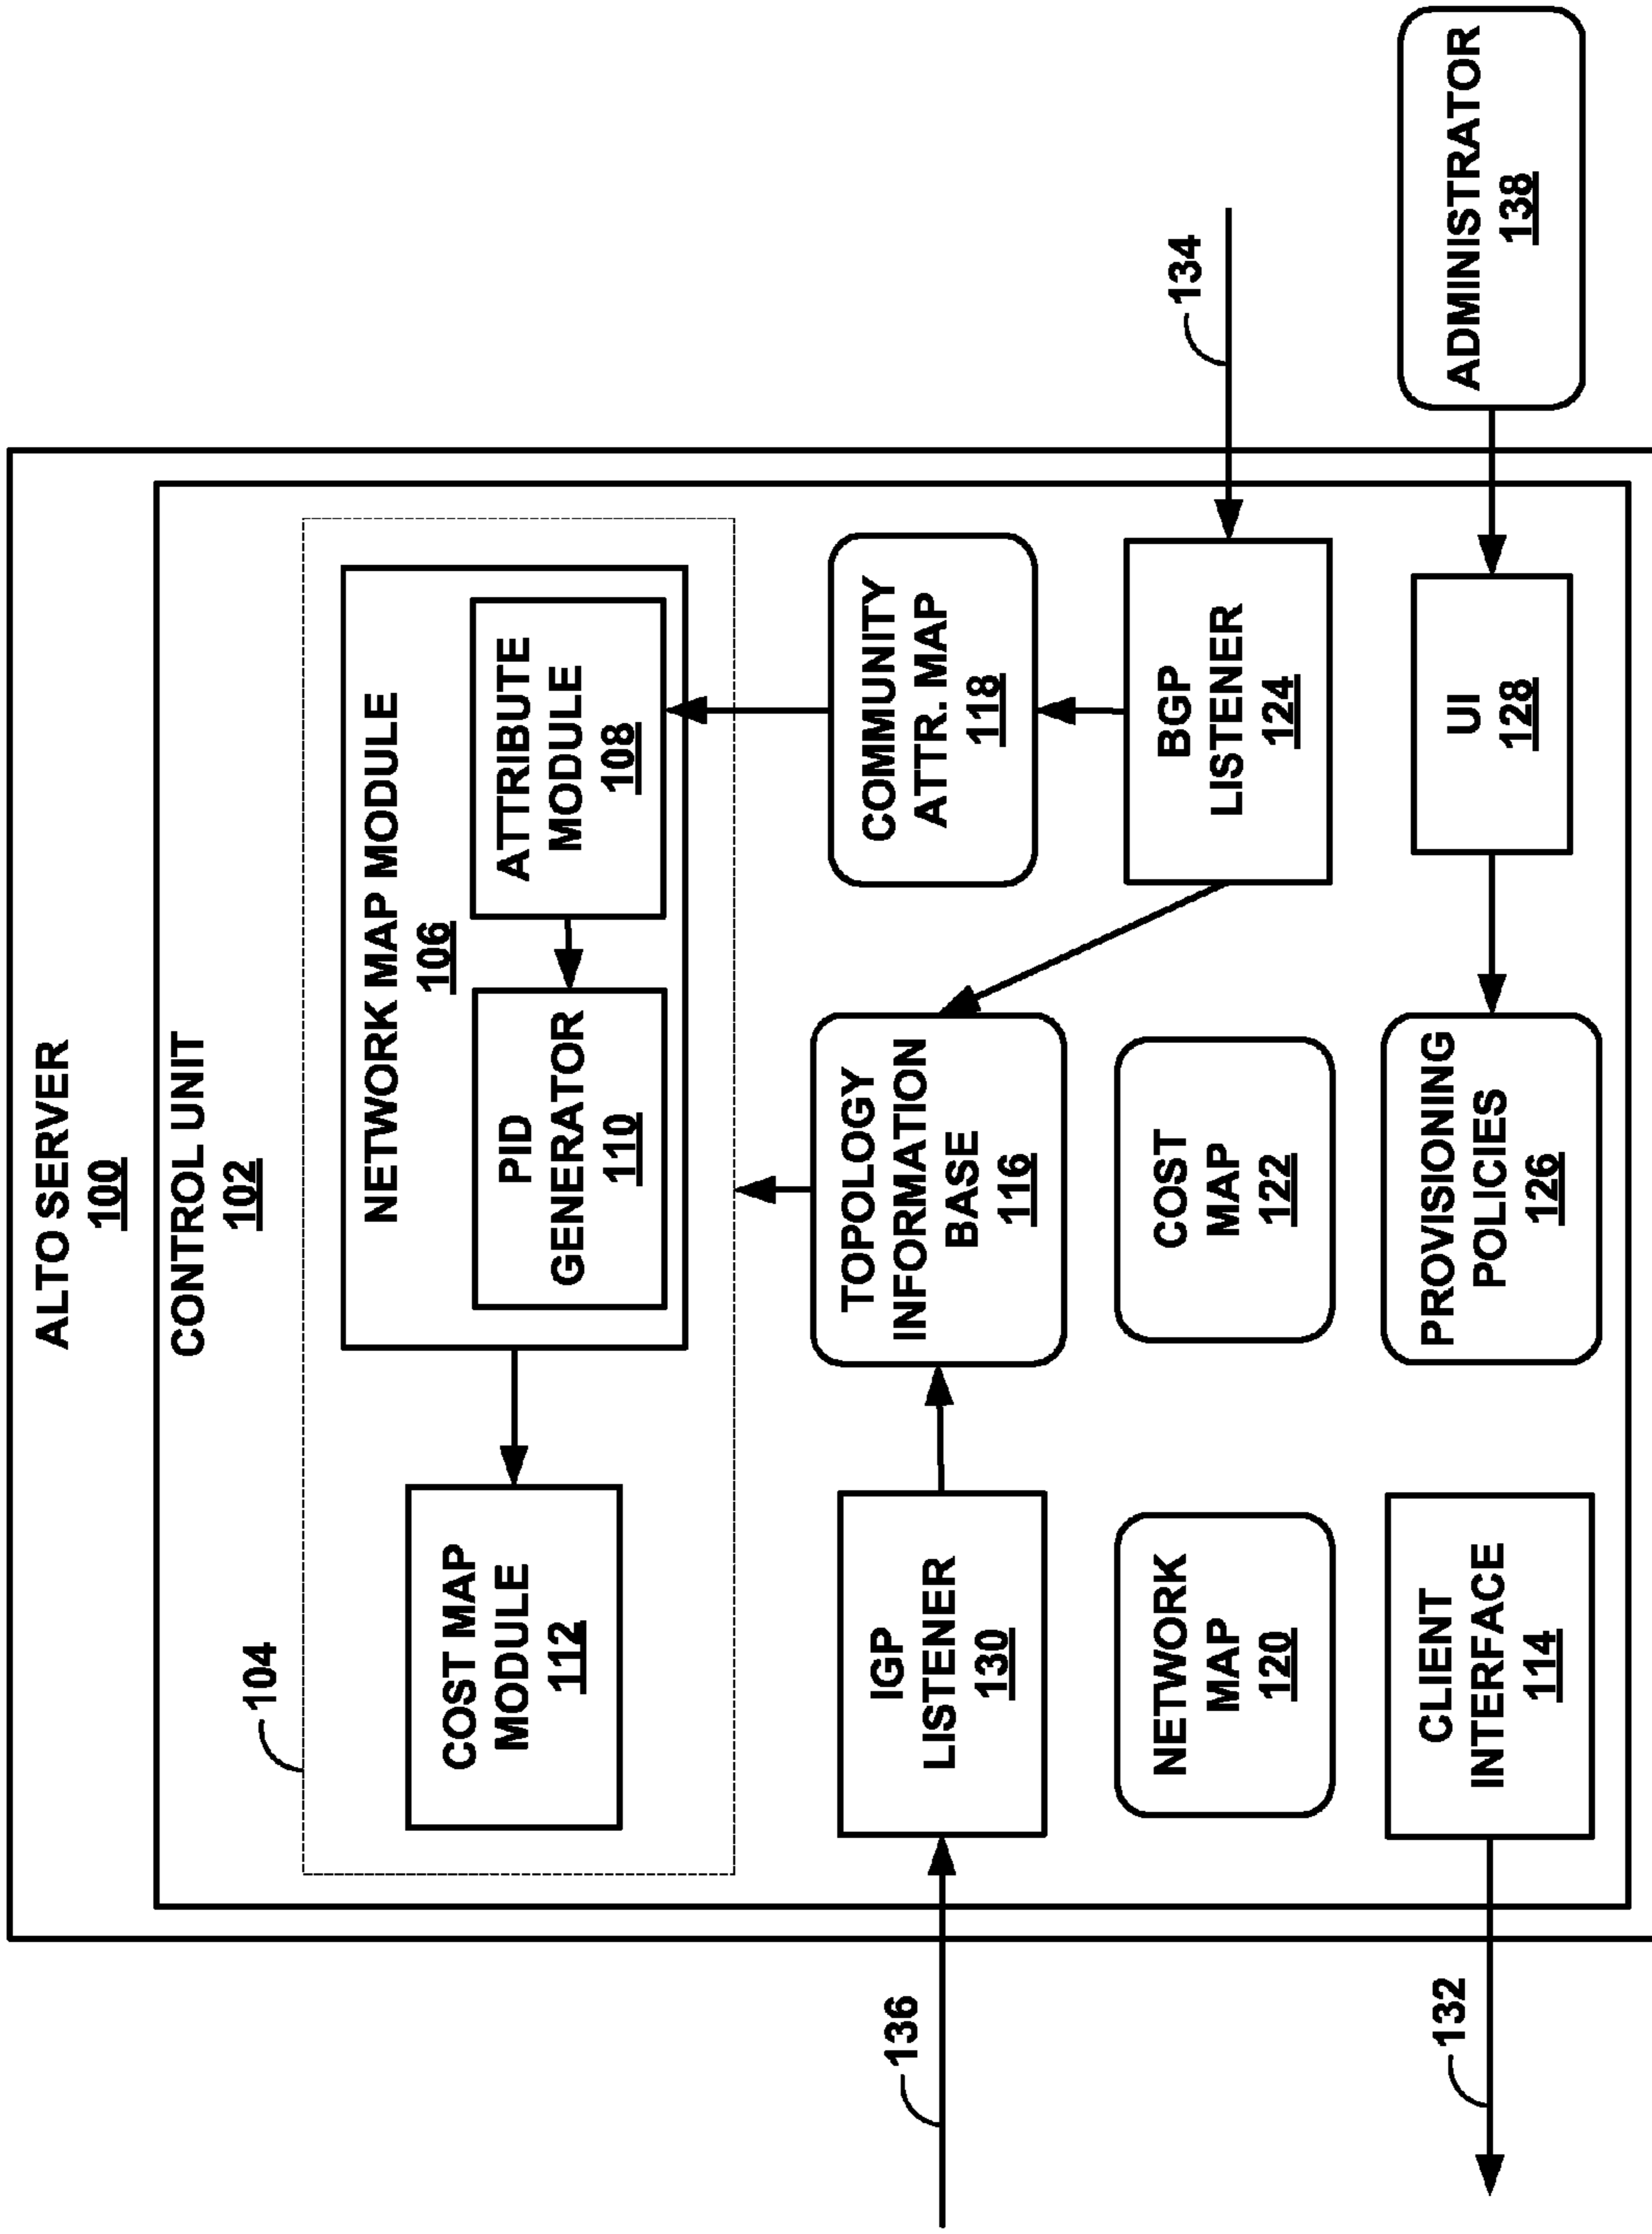 ALTO SERVER
100
CONTROL UNIT
102
104
NETWORK MAP MODULE
106
COST MAP
MODULE
112
PID
GENERATOR
110
ATTRIBUTE
MODULE
108
136
IGP
LISTENER
130
TOPOLOGY
INFORMATION
BASE
116
COMMUNITY
ATTR. MAP
118
NETWORK
MAP
120
COST
MAP
122
BGP
LISTENER
124
134
132
CLIENT
INTERFACE
114
PROVISIONING
POLICIES
126
UI
128
ADMINISTRATOR
138